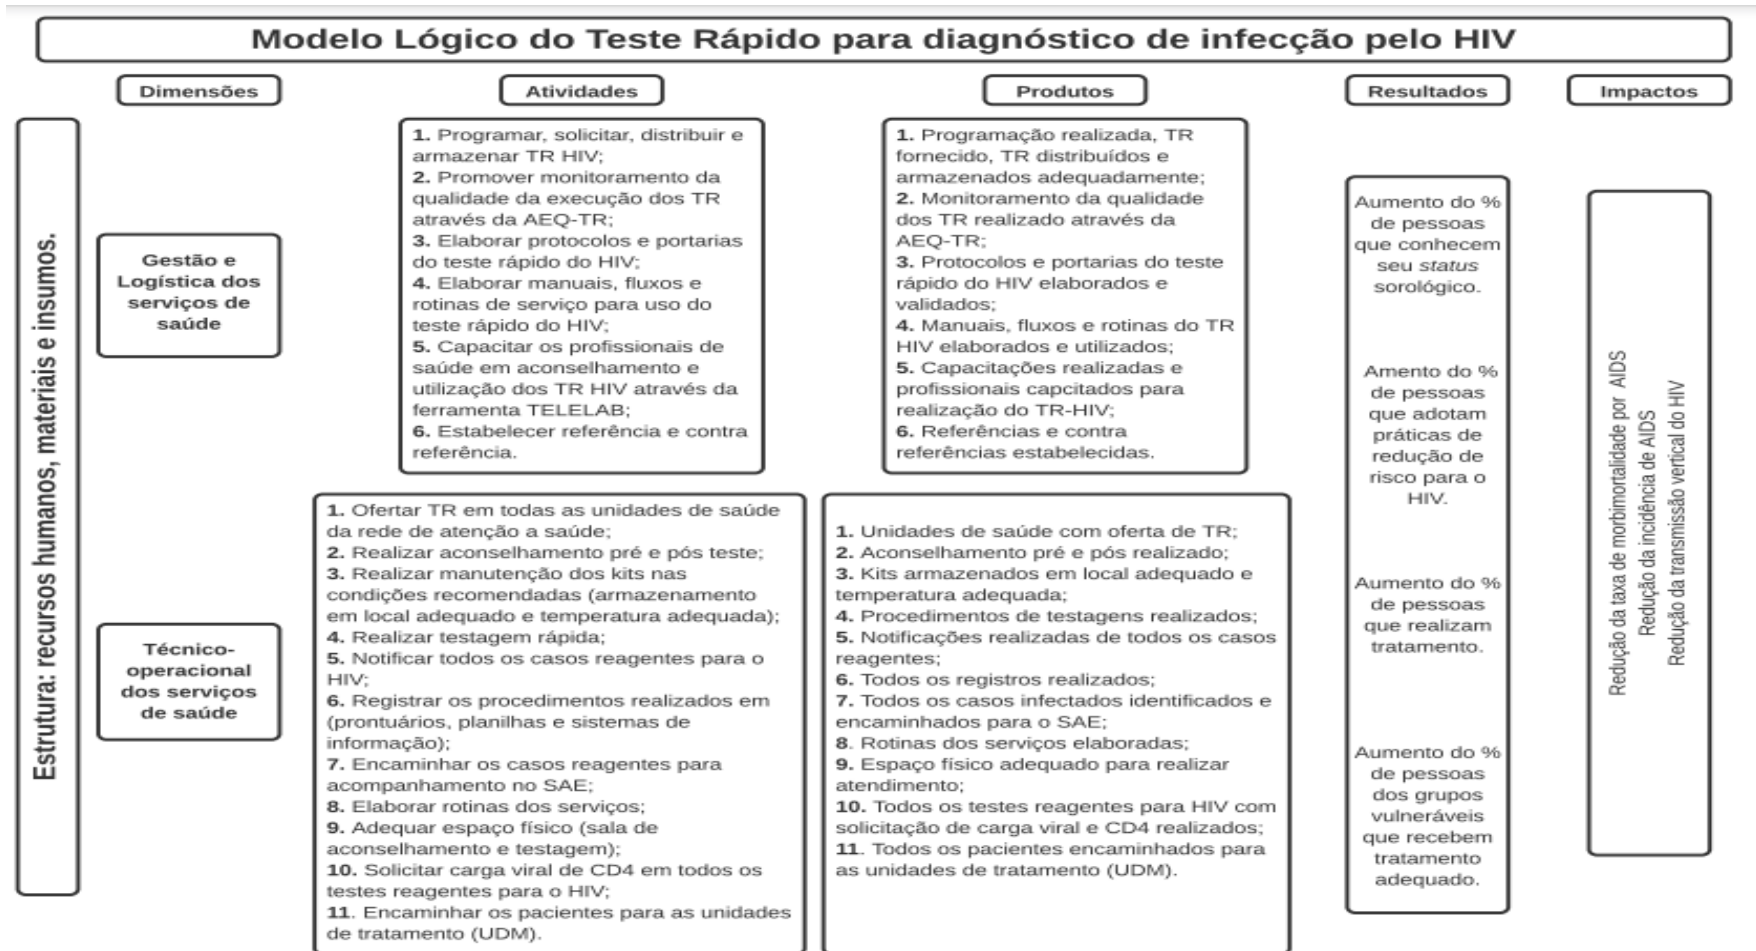 Modelo Lógico do Teste Rápido para diagnóstico de infecção pelo HIV
Dimensões
Atividades
Produtos
Resultados
Impactos
Estrutura: recursos humanos, materiais e insumos.
Gestão e
Logística dos
serviços de
saúde
1. Programar, solicitar, distribuir e
armazenar TR HIV;
2. Promover monitoramento da
qualidade da execução dos TR
através da AEQ-TR;
3. Elaborar protocolos e portarias
do teste rápido do HIV;
4. Elaborar manuais, fluxos e
rotinas de serviço para uso do
teste rápido do HIV;
5. Capacitar os profissionais de
saúde em aconselhamento e
utilização dos TR HIV através da
ferramenta TELELAB;
6. Estabelecer referência e contra
referência.
1. Programação realizada, TR
fornecido, TR distribuídos e
armazenados adequadamente;
2. Monitoramento da qualidade
dos TR realizado através da
AEQ-TR;
3. Protocolos e portarias do teste
rápido do HIV elaborados e
validados;
4. Manuais, fluxos e rotinas do TR
HIV elaborados e utilizados;
5. Capacitações realizadas e
profissionais capcitados para
realização do TR-HIV;
6. Referências e contra
referências estabelecidas.
Técnico-
operacional
dos serviços
de saúde
1. Ofertar TR em todas as unidades de saúde
da rede de atenção a saúde;
2. Realizar aconselhamento pré e pós teste;
3. Realizar manutenção dos kits nas
condições recomendadas (armazenamento
em local adequado e temperatura adequada);
4. Realizar testagem rápida;
5. Notificar todos os casos reagentes para o
HIV;
6. Registrar os procedimentos realizados em
(prontuários, planilhas e sistemas de
informação);
7. Encaminhar os casos reagentes para
acompanhamento no SAE;
8. Elaborar rotinas dos serviços;
9. Adequar espaço físico (sala de
aconselhamento e testagem);
10. Solicitar carga viral de CD4 em todos os
testes reagentes para o HIV;
11. Encaminhar os pacientes para as unidades
de tratamento (UDM).
1. Unidades de saúde com oferta de TR;
2. Aconselhamento pré e pós realizado;
3. Kits armazenados em local adequado e
temperatura adequada;
4. Procedimentos de testagens realizados;
5. Notificações realizadas de todos os casos
reagentes;
6. Todos os registros realizados;
7. Todos os casos infectados identificados e
encaminhados para o SAE;
8. Rotinas dos serviços elaboradas;
9. Espaço físico adequado para realizar
atendimento;
10. Todos os testes reagentes para HIV com
solicitação de carga viral e CD4 realizados;
11. Todos os pacientes encaminhados para
as unidades de tratamento (UDM).
Aumento do %
de pessoas
que conhecem
seu status
sorológico.
Amento do %
de pessoas
que adotam
práticas de
redução de
risco para o
HIV.
Aumento do %
de pessoas
que realizam
tratamento.
Aumento do %
de pessoas
dos grupos
vulneráveis
que recebem
tratamento
adequado.
Redução da taxa de morbimortalidade por AIDS
Redução da incidência de AIDS
Redução da transmissão vertical do HIV